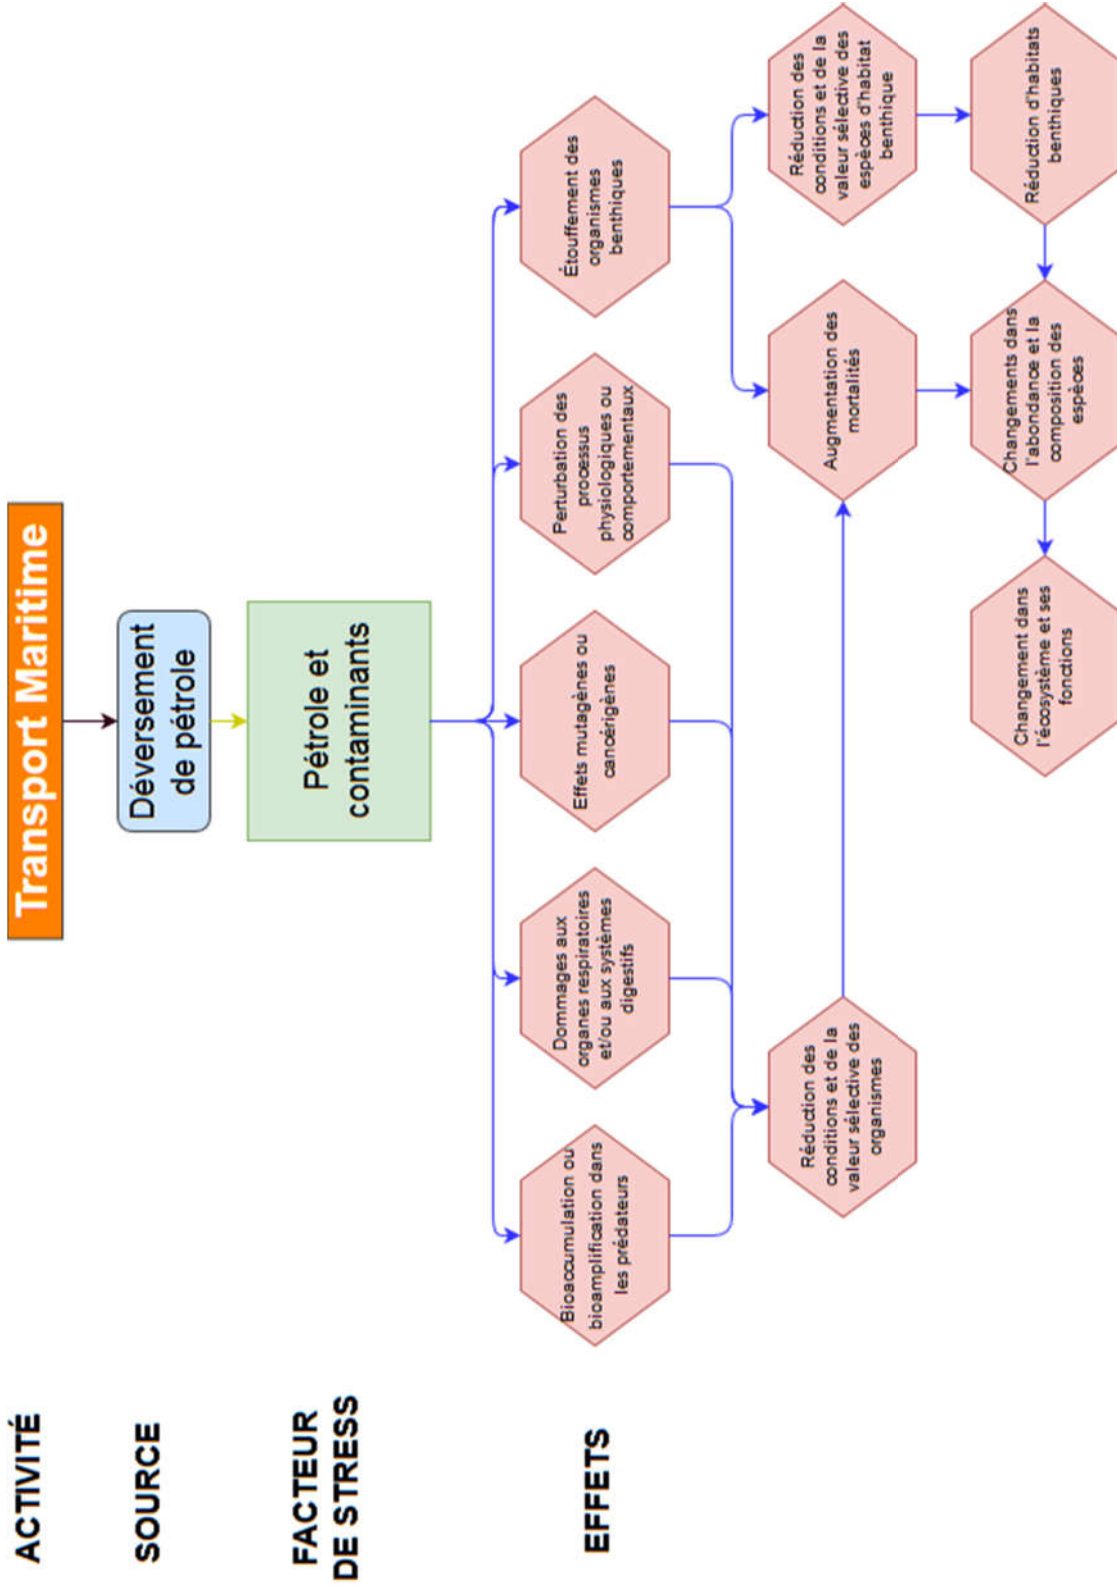 ACTIVITÉ
Transport Maritime
SOURCE
Déversement
de pétrole
FACTEUR
DE STRESS
Pétrole et
contaminants
EFFETS
Bioaccumulation ou
bioamplification dans
les prédateurs
Dommages aux
organes respiratoires
et/ou aux systèmes
digestifs
Effets mutagènes ou
cancérigènes
Perturbation des
processus
physiologiques ou
comportementaux
Étouffement des
organismes
benthiques
Réduction des
conditions et de la
valeur sélective des
organismes
Augmentation des
mortalités
Réduction des
conditions et de la
valeur sélective des
espèces d'habitat
benthique
Changement dans
l'écosystème et ses
fonctions
Changements dans
l'abondance et la
composition des
espèces
Réduction d'habitats
benthiques